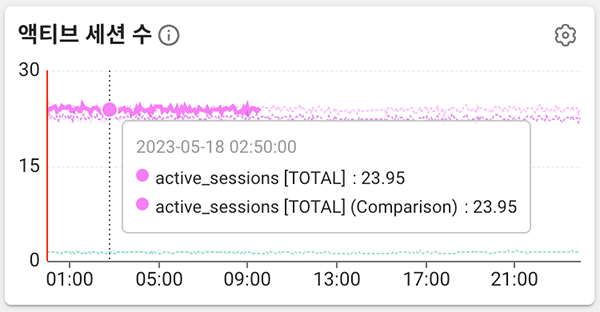 액티브 세션 수
30
2023-05-18 02:50:00
15
active_sessions [TOTAL] : 23.95
active_sessions [TOTAL] (Comparison) : 23.95
0
01:00 05:00 09:00 13:00 17:00 21:00